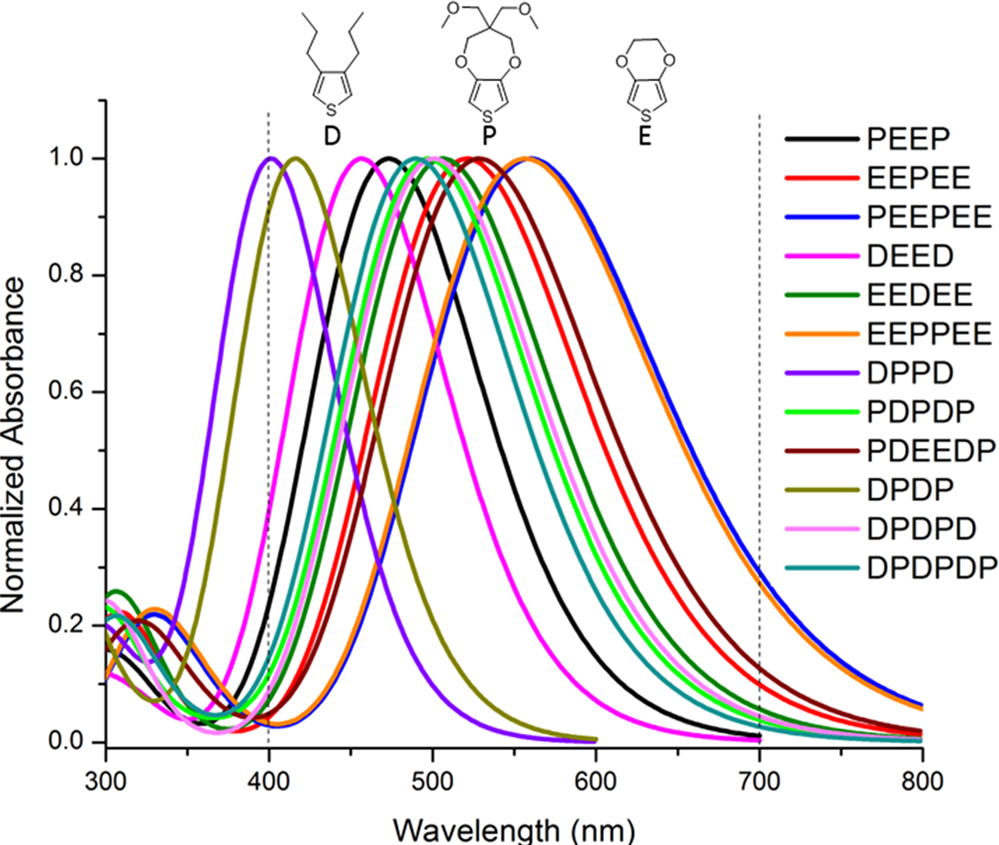 O O
O O O O
S S S
D P E
1.0
0.8
0.6
0.4
0.2
0.0
Normalized Absorbance
300 400 500 600 700 800
Wavelength (nm)
PEEP
EEPEE
PEEPEE
DEED
EEDEE
EEPPEE
DPPD
PDPDP
PDEEDP
DPDP
DPDPD
DPDPDP